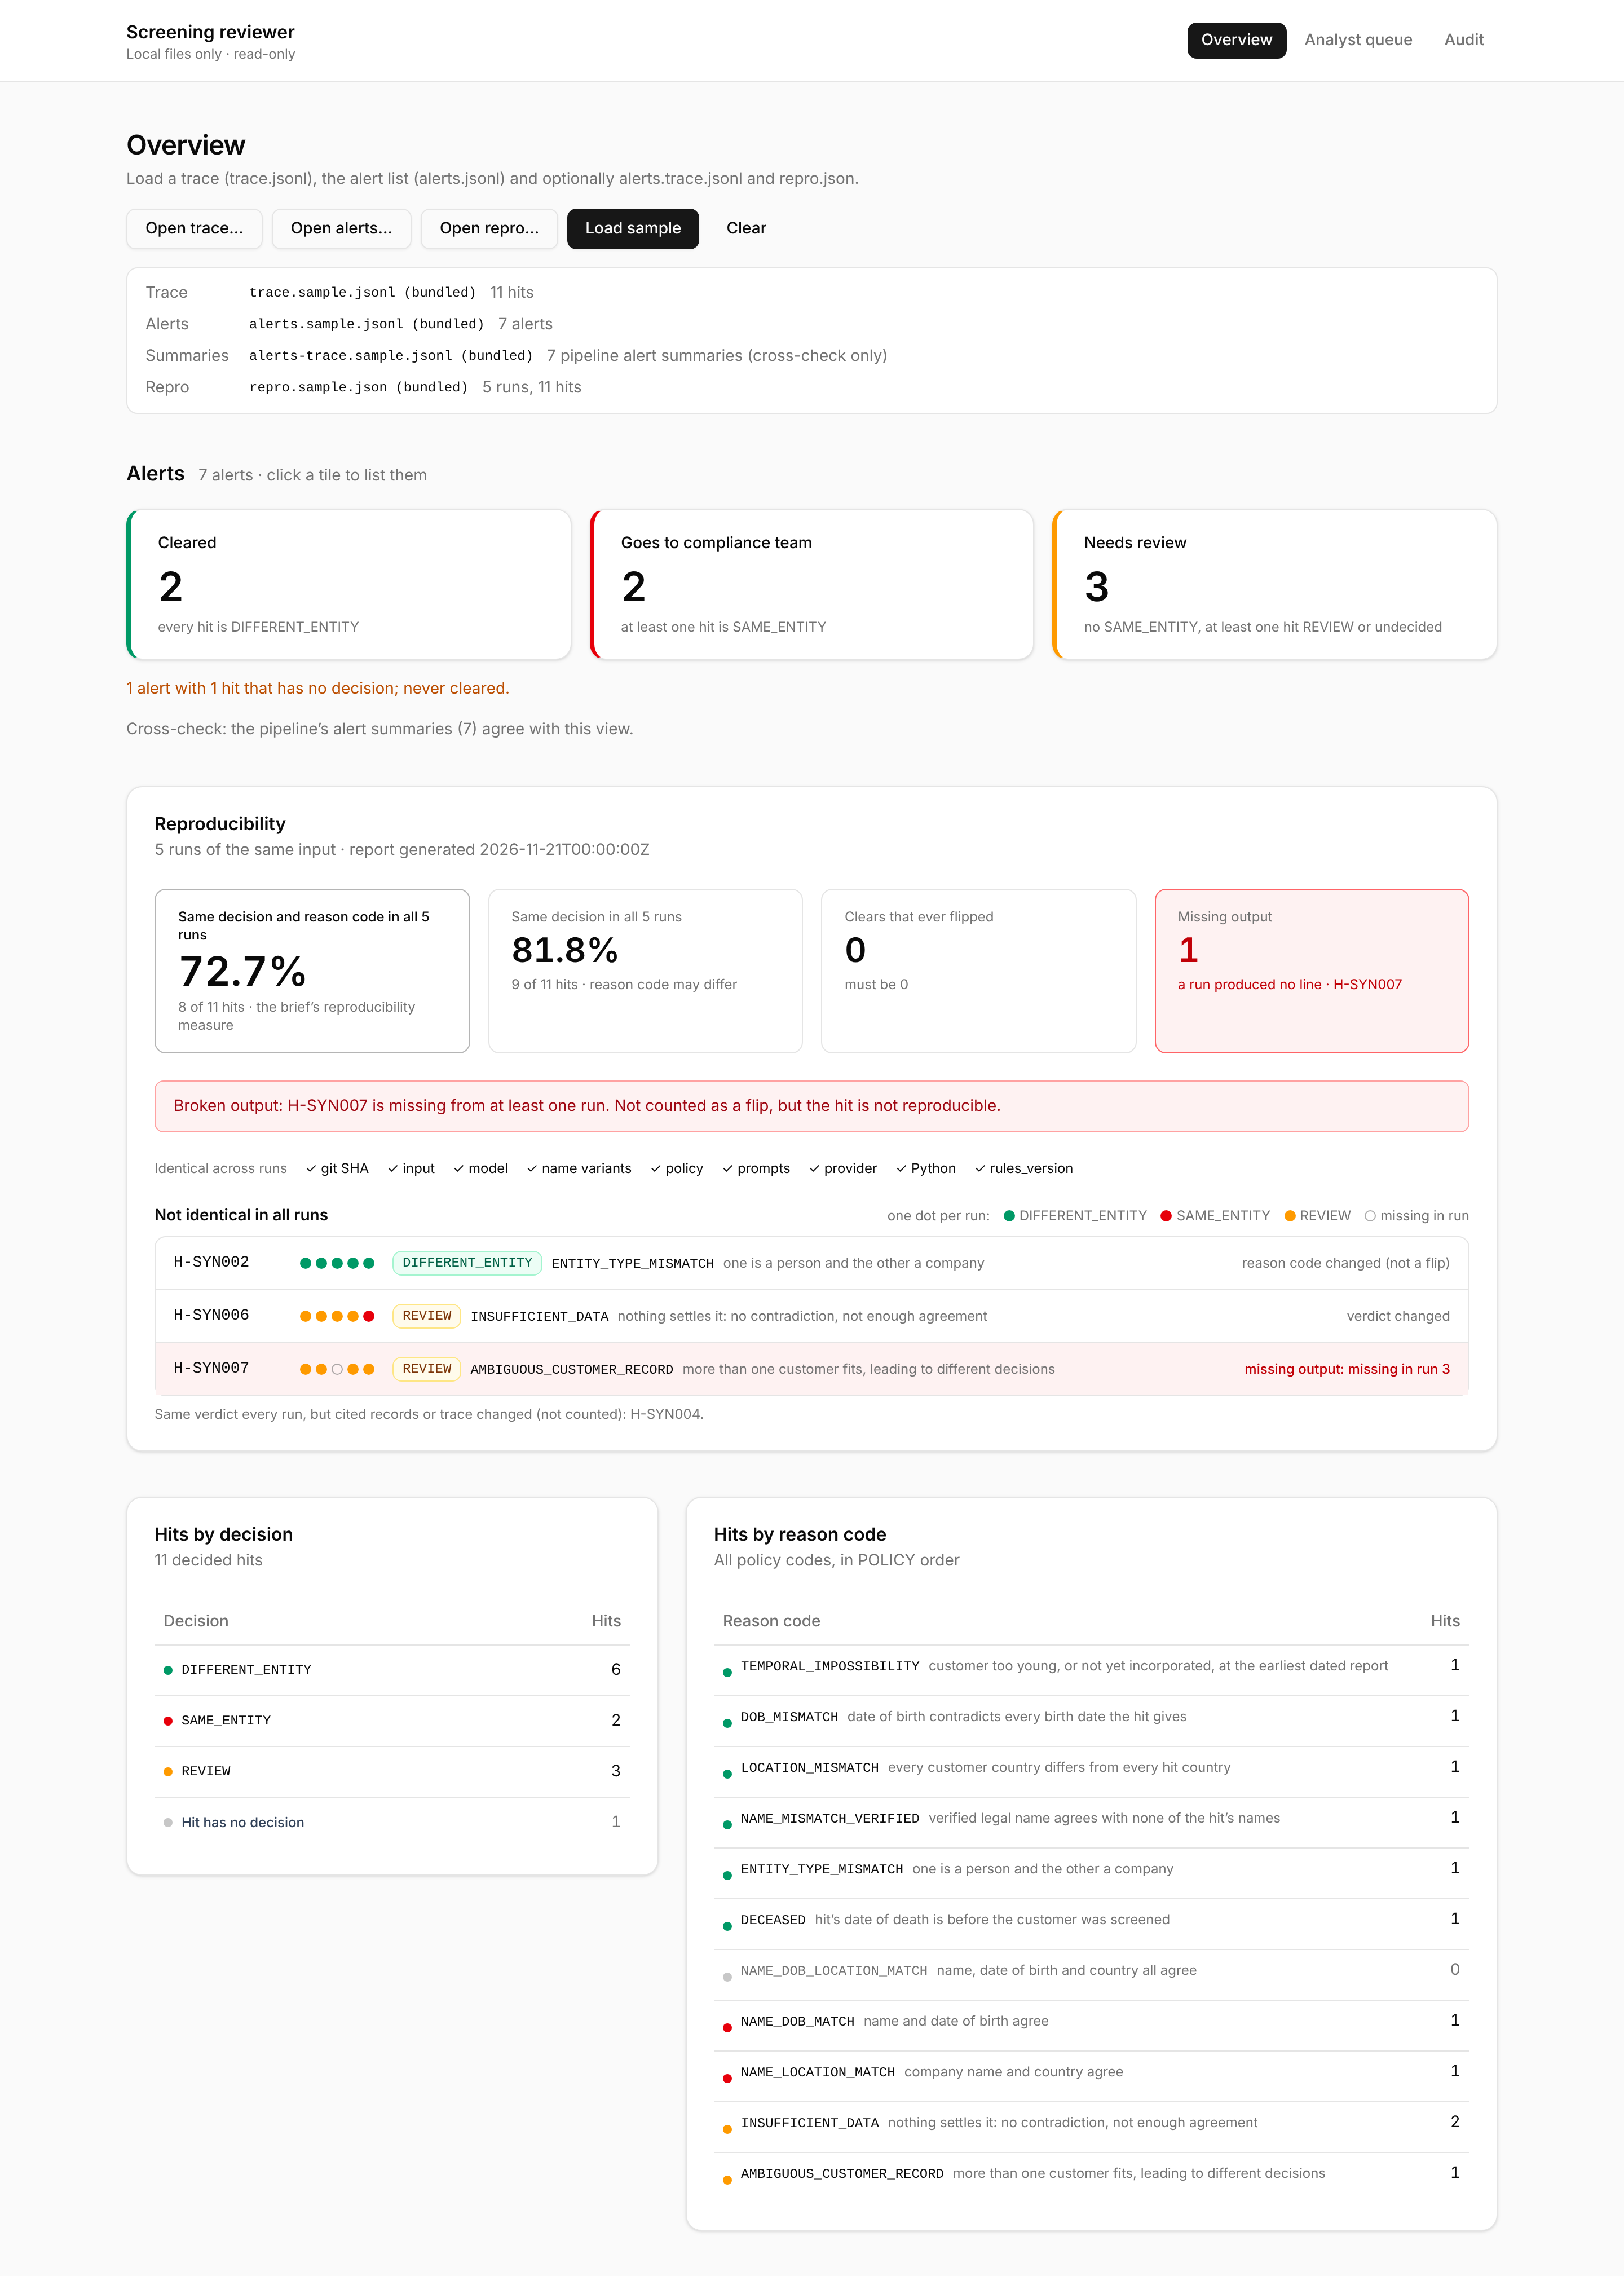 Screening reviewer
Local files only · read-only
Overview
Analyst queue
Audit
Overview
Load a trace (trace.jsonl), the alert list (alerts.jsonl) and optionally alerts.trace.jsonl and repro.json.
Open trace...
Open alerts...
Open repro...
Load sample
Clear
Trace trace.sample.jsonl (bundled) 11 hits
Alerts alerts.sample.jsonl (bundled) 7 alerts
Summaries alerts-trace.sample.jsonl (bundled) 7 pipeline alert summaries (cross-check only)
Repro repro.sample.json (bundled) 5 runs, 11 hits
Alerts 7 alerts · click a tile to list them
Cleared
2
every hit is DIFFERENT_ENTITY
Goes to compliance team
2
at least one hit is SAME_ENTITY
Needs review
3
no SAME_ENTITY, at least one hit REVIEW or undecided
1 alert with 1 hit that has no decision; never cleared.
Cross-check: the pipeline’s alert summaries (7) agree with this view.
Reproducibility
5 runs of the same input · report generated 2026-11-21T00:00:00Z
Same decision and reason code in all 5
runs
72.7%
8 of 11 hits · the brief’s reproducibility
measure
Same decision in all 5 runs
81.8%
9 of 11 hits · reason code may differ
Clears that ever flipped
0
must be 0
Missing output
1
a run produced no line · H-SYN007
Broken output: H-SYN007 is missing from at least one run. Not counted as a flip, but the hit is not reproducible.
Identical across runs ✓ git SHA ✓ input ✓ model ✓ name variants ✓ policy ✓ prompts ✓ provider ✓ Python ✓ rules_version
Not identical in all runs
one dot per run: DIFFERENT_ENTITY SAME_ENTITY REVIEW missing in run
H-SYN002 DIFFERENT_ENTITY ENTITY_TYPE_MISMATCH one is a person and the other a company reason code changed (not a flip)
H-SYN006 REVIEW INSUFFICIENT_DATA nothing settles it: no contradiction, not enough agreement verdict changed
H-SYN007 REVIEW AMBIGUOUS_CUSTOMER_RECORD more than one customer fits, leading to different decisions missing output: missing in run 3
Same verdict every run, but cited records or trace changed (not counted): H-SYN004.
Hits by decision
11 decided hits
Decision Hits
DIFFERENT_ENTITY 6
SAME_ENTITY 2
REVIEW 3
Hit has no decision 1
Hits by reason code
All policy codes, in POLICY order
Reason code Hits
TEMPORAL_IMPOSSIBILITY customer too young, or not yet incorporated, at the earliest dated report 1
DOB_MISMATCH date of birth contradicts every birth date the hit gives 1
LOCATION_MISMATCH every customer country differs from every hit country 1
NAME_MISMATCH_VERIFIED verified legal name agrees with none of the hit’s names 1
ENTITY_TYPE_MISMATCH one is a person and the other a company 1
DECEASED hit’s date of death is before the customer was screened 1
NAME_DOB_LOCATION_MATCH name, date of birth and country all agree 0
NAME_DOB_MATCH name and date of birth agree 1
NAME_LOCATION_MATCH company name and country agree 1
INSUFFICIENT_DATA nothing settles it: no contradiction, not enough agreement 2
AMBIGUOUS_CUSTOMER_RECORD more than one customer fits, leading to different decisions 1